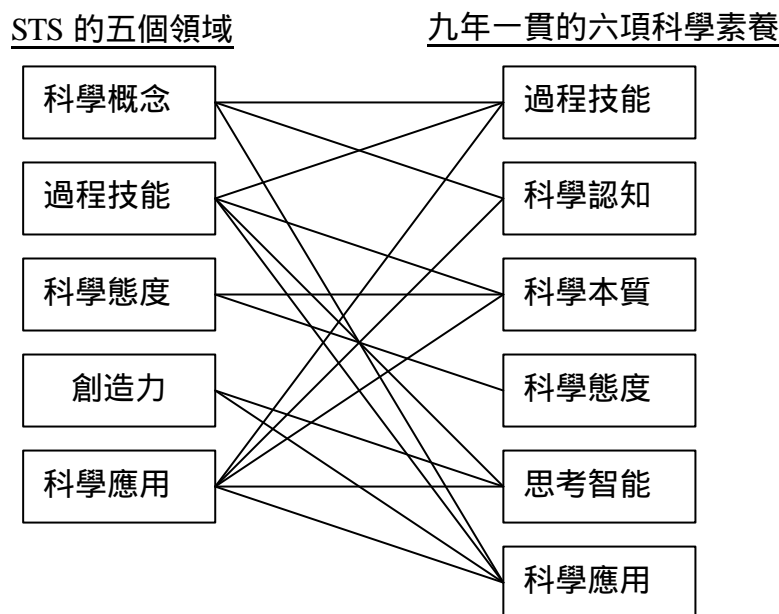 STS 的五個領域
九年一貫的六項科學素養
科學概念
過程技能
科學態度
創造力
科學應用
過程技能
科學認知
科學本質
科學態度
思考智能
科學應用